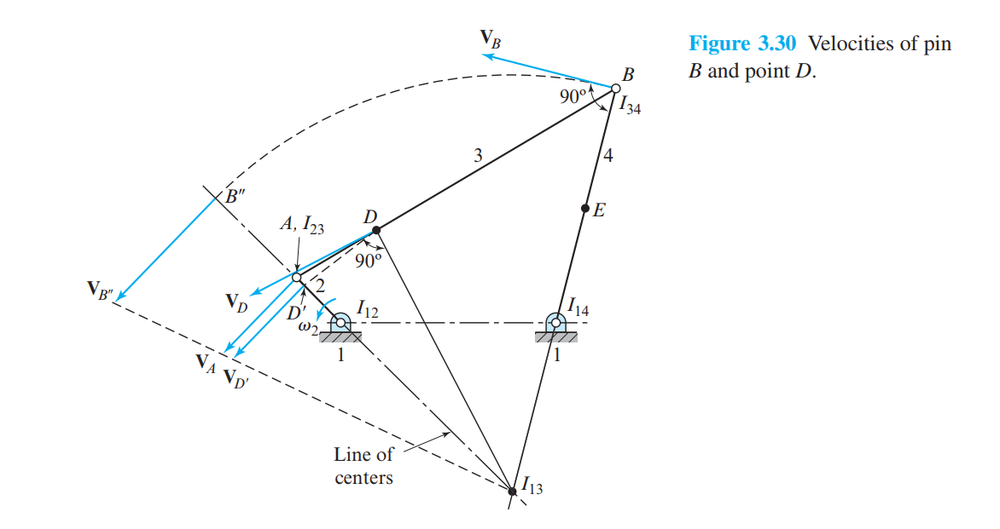 Figure 3.30 Velocities of pin
B and point D.
V_B
B
90°
I_34
3
4
B″
E
A, I_23
D
90°
V_B″
2
V_D
D′
I_12
I_14
ω_2
1
1
V_A
V_D′
Line of
centers
I_13